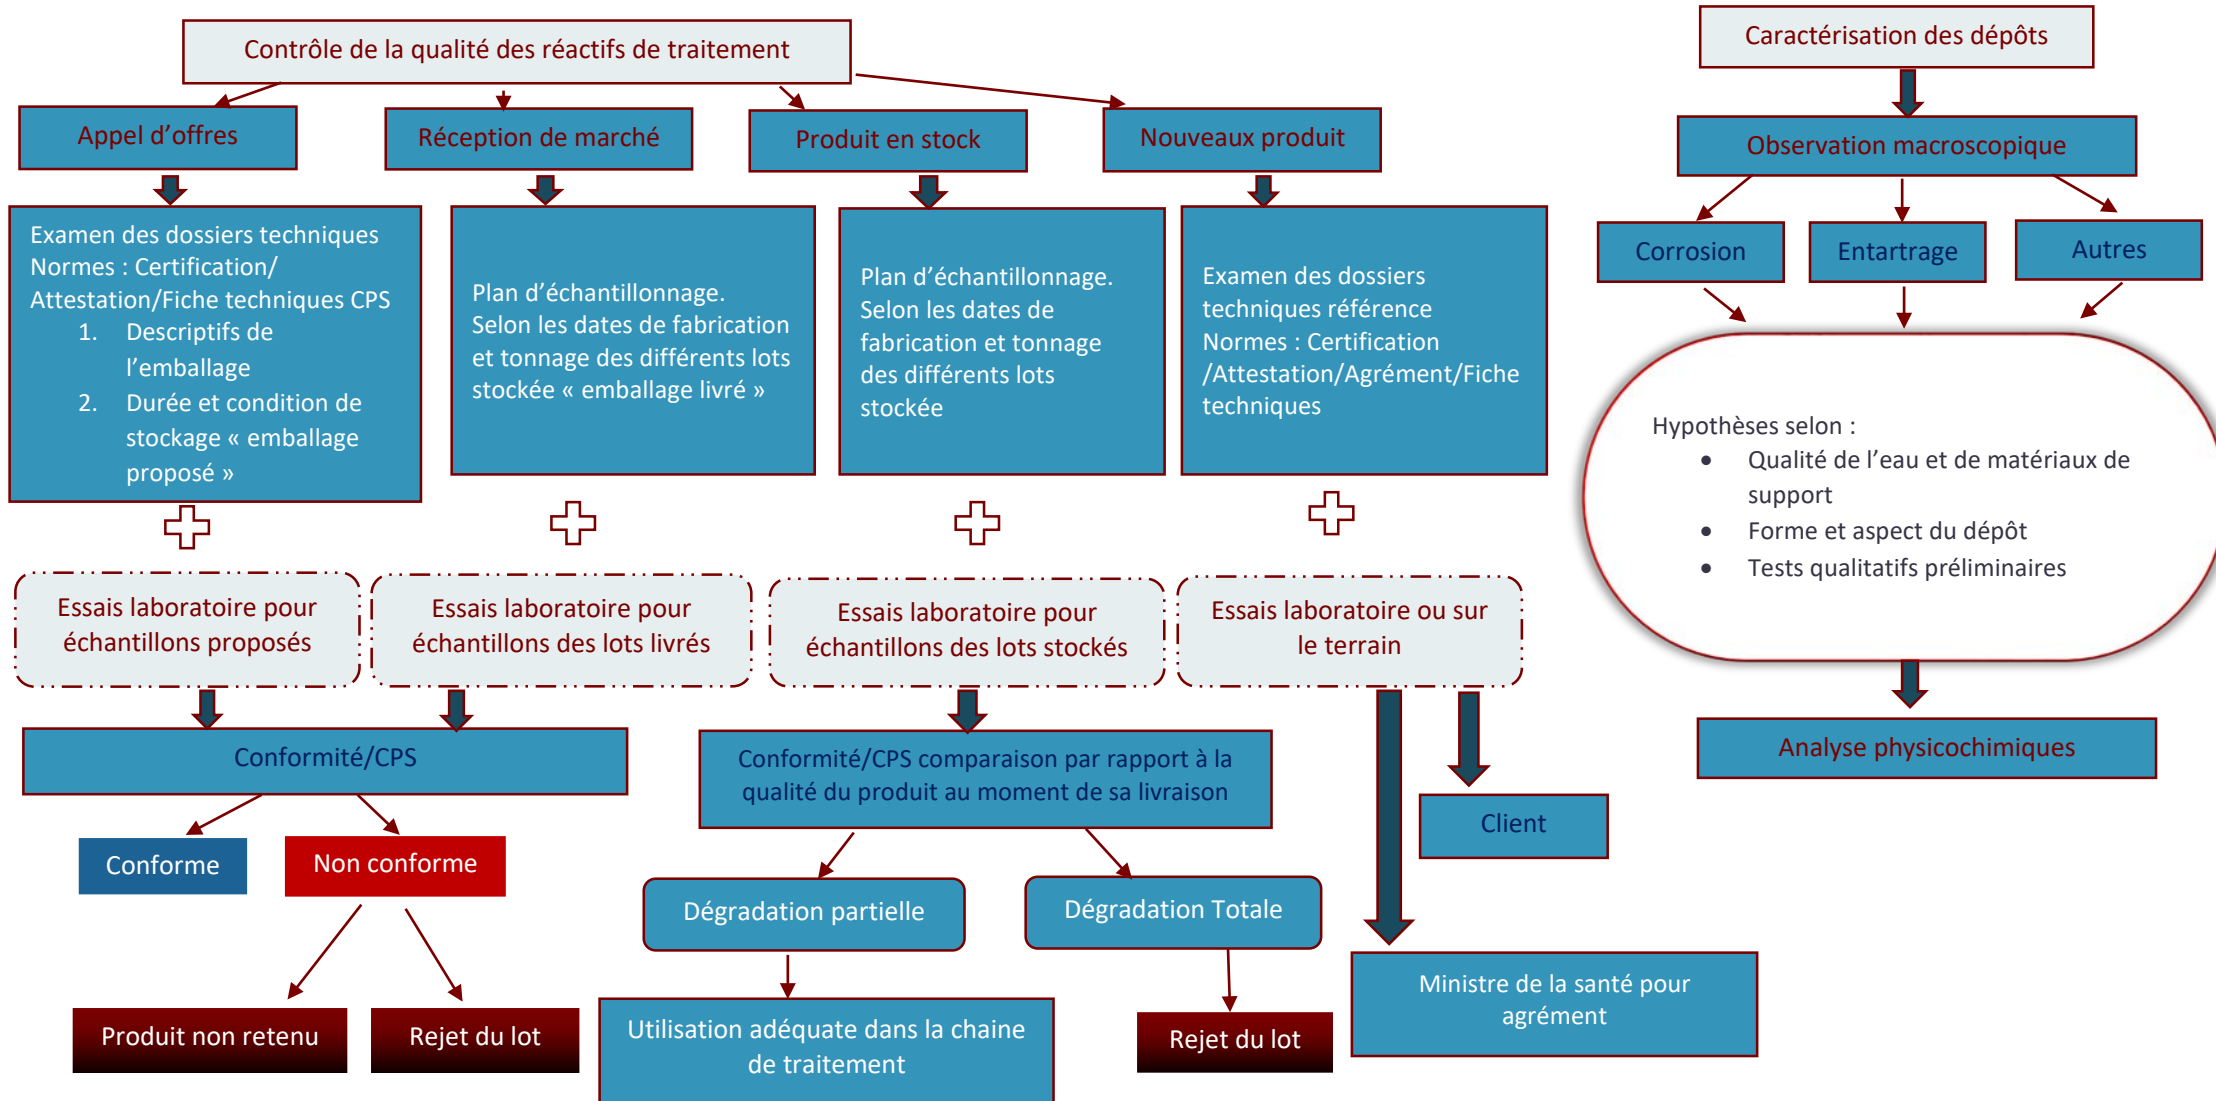 Contrôle de la qualité des réactifs de traitement
Appel d'offres
Réception de marché
Produit en stock
Nouveaux produit
Examen des dossiers techniques
Normes : Certification/
Attestation/Fiche techniques CPS
1. Descriptifs de
l'emballage
2. Durée et condition de
stockage « emballage
proposé »
Plan d'échantillonnage.
Selon les dates de fabrication
et tonnage des différents lots
stockée « emballage livré »
Plan d'échantillonnage.
Selon les dates de
fabrication et tonnage
des différents lots
stockée
Examen des dossiers
techniques référence
Normes : Certification
/Attestation/Agrément/Fiche
techniques
Essais laboratoire pour
échantillons proposés
Essais laboratoire pour
échantillons des lots livrés
Essais laboratoire pour
échantillons des lots stockés
Essais laboratoire ou sur
le terrain
Conformité/CPS
Conformité/CPS comparaison par rapport à la
qualité du produit au moment de sa livraison
Client
Conforme
Non conforme
Dégradation partielle
Dégradation Totale
Ministre de la santé pour
agrément
Produit non retenu
Rejet du lot
Utilisation adéquate dans la chaine
de traitement
Rejet du lot
Caractérisation des dépôts
Observation macroscopique
Corrosion
Entartrage
Autres
Hypothèses selon :
• Qualité de l'eau et de matériaux de
support
• Forme et aspect du dépôt
• Tests qualitatifs préliminaires
Analyse physicochimiques